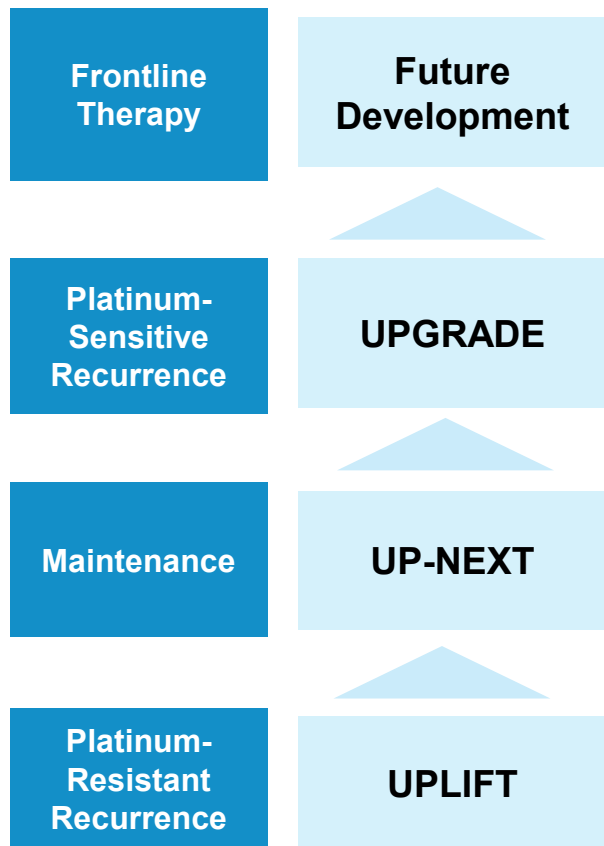 Frontline
Therapy
Future
Development
Platinum-
Sensitive
Recurrence
UPGRADE
Maintenance
UP-NEXT
Platinum-
Resistant
Recurrence
UPLIFT